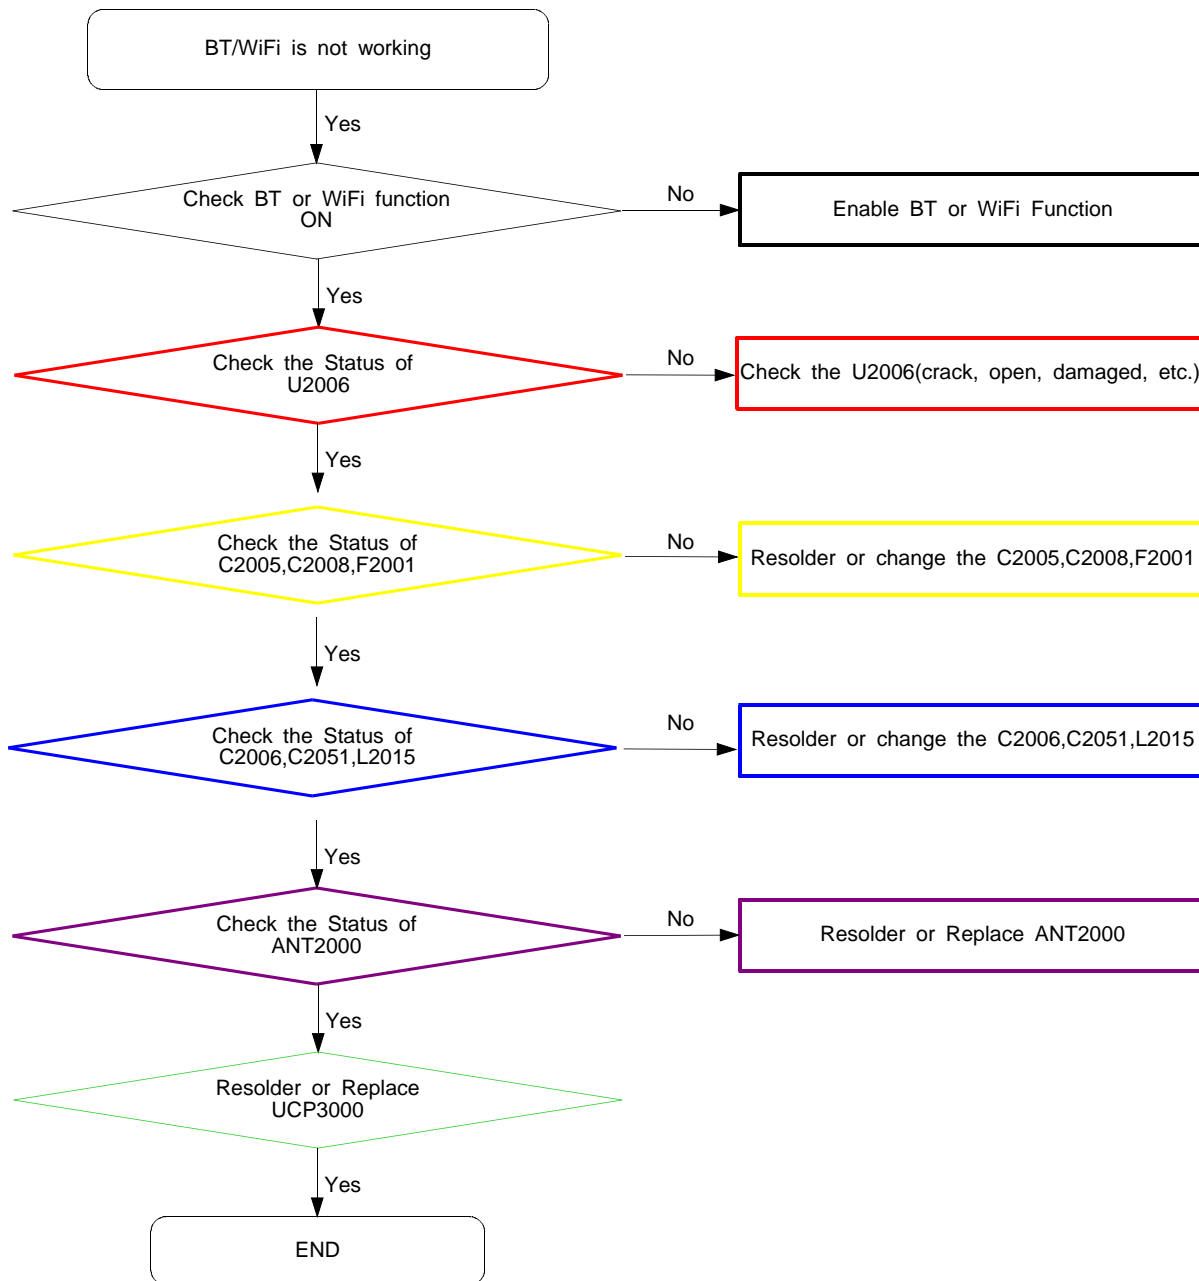 BT/WiFi is not working
Yes
Check BT or WiFi function
ON
No
Enable BT or WiFi Function
Yes
Check the Status of
U2006
No
Check the U2006(crack, open, damaged, etc.)
Yes
Check the Status of
C2005,C2008,F2001
No
Resolder or change the C2005,C2008,F2001
Yes
Check the Status of
C2006,C2051,L2015
No
Resolder or change the C2006,C2051,L2015
Yes
Check the Status of
ANT2000
No
Resolder or Replace ANT2000
Yes
Resolder or Replace
UCP3000
Yes
END